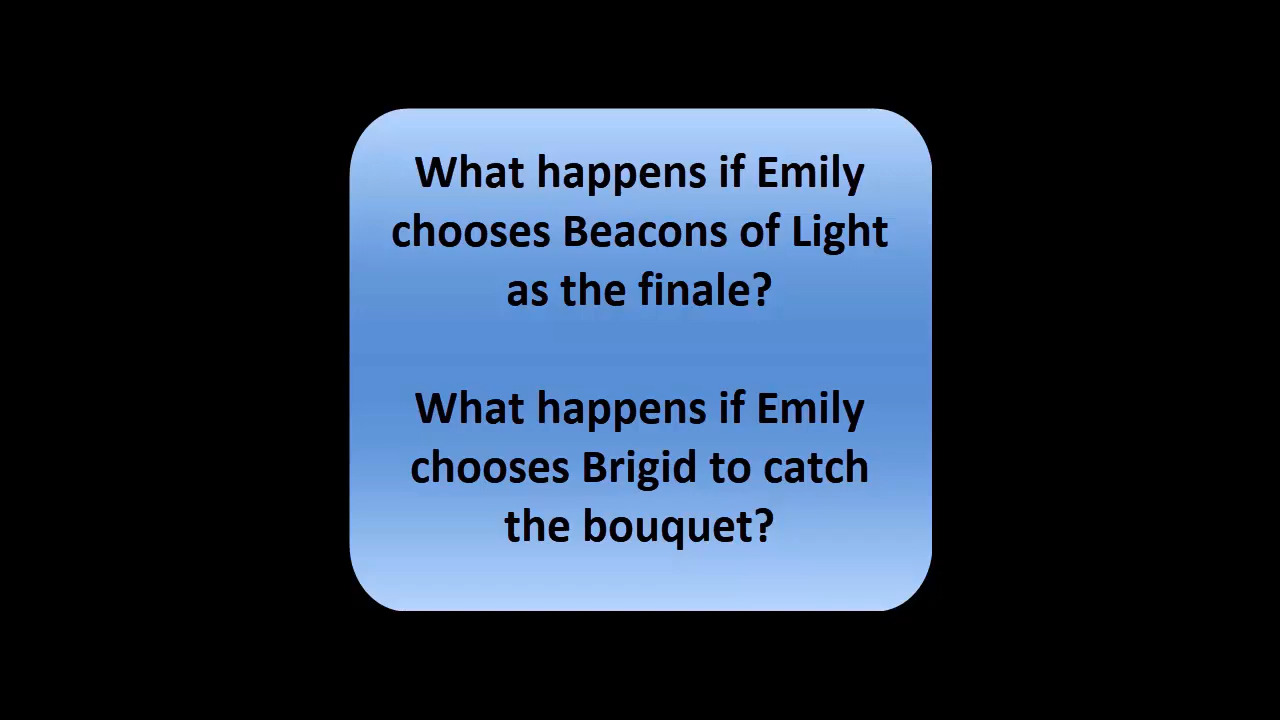 What happens if Emily
chooses Beacons of Light
as the finale?
What happens if Emily
chooses Brigid to catch
the bouquet?